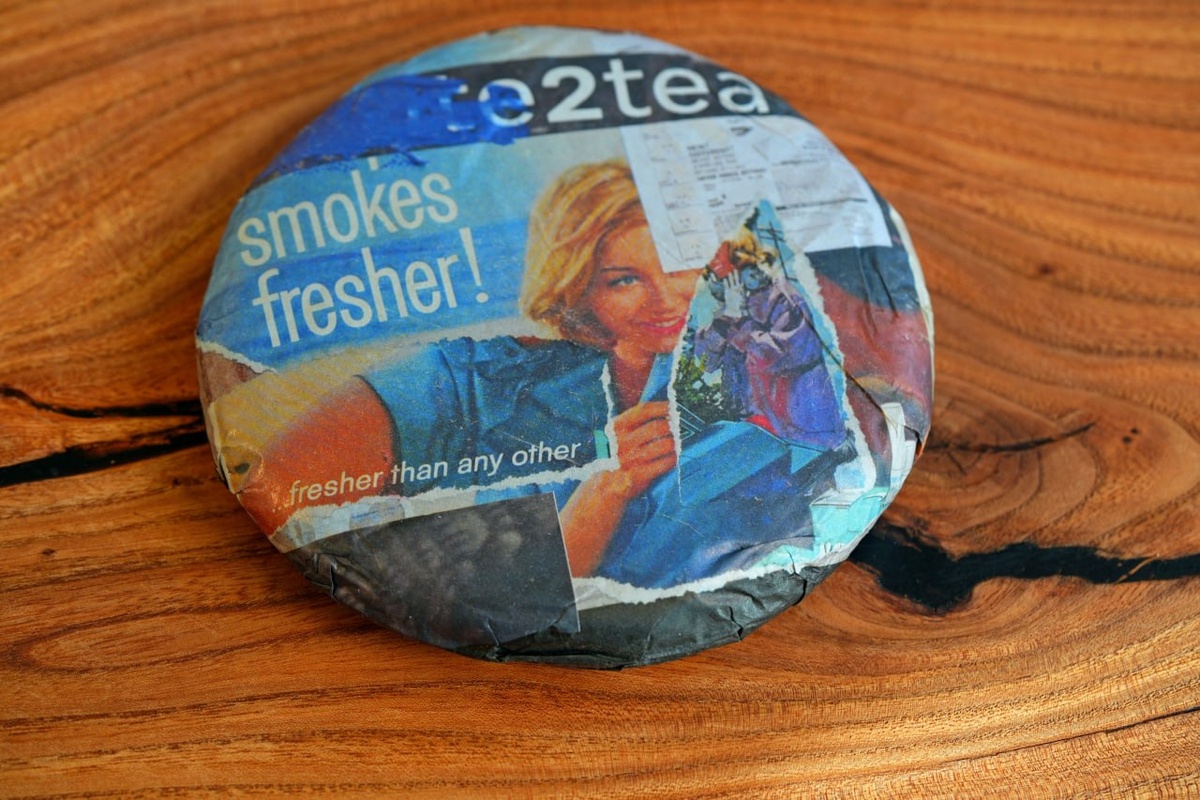 e2tea
smokes
fresher!
fresher than any other